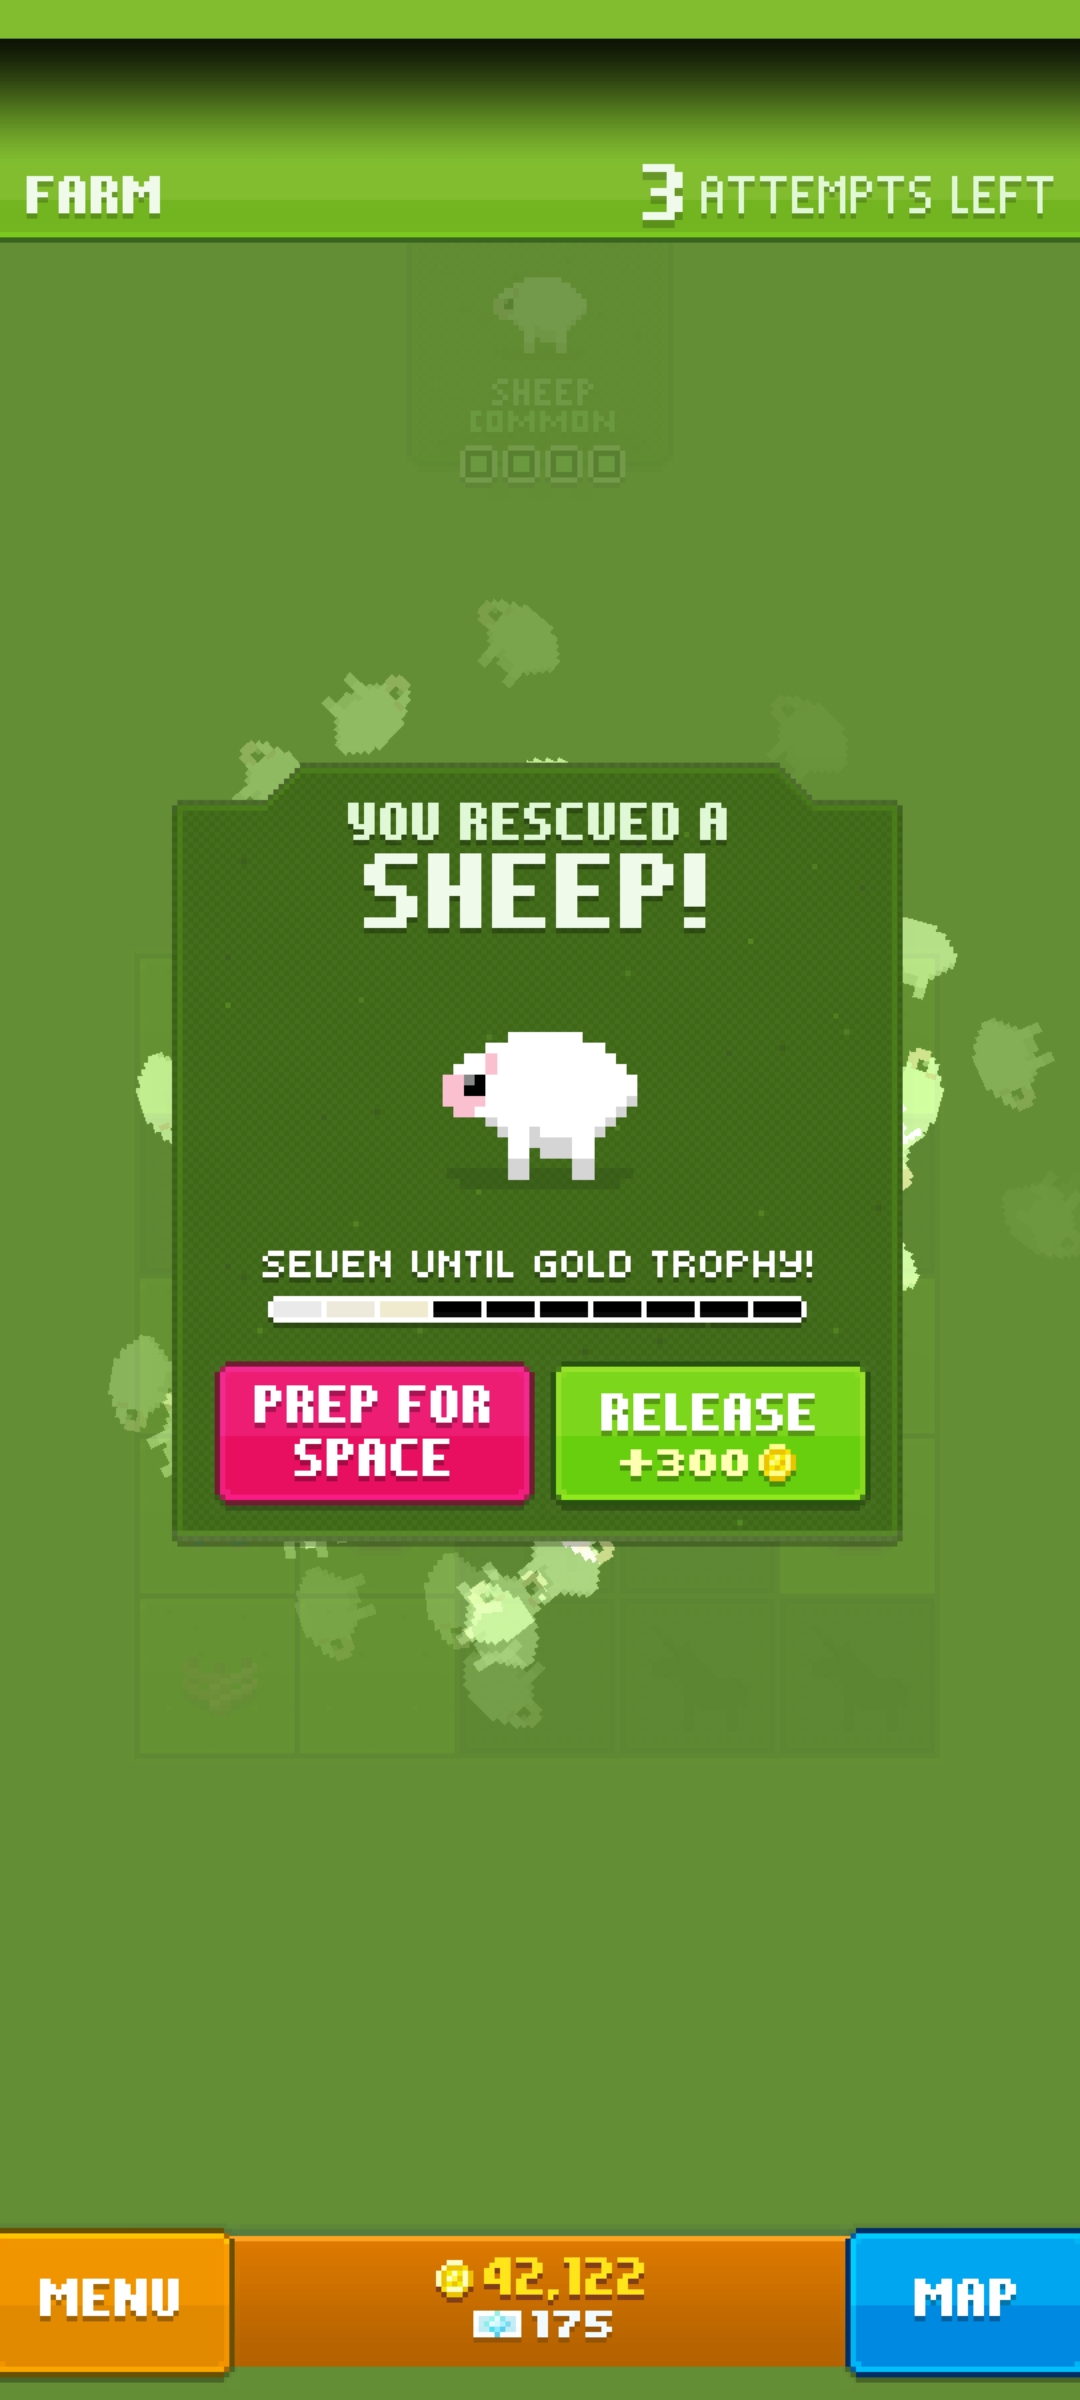 FARM
3 ATTEMPTS LEFT
SHEEP
COMMON
YOU RESCUED A
SHEEP!
SEVEN UNTIL GOLD TROPHY!
PREP FOR
SPACE
RELEASE
+300
MENU
42,122
175
MAP